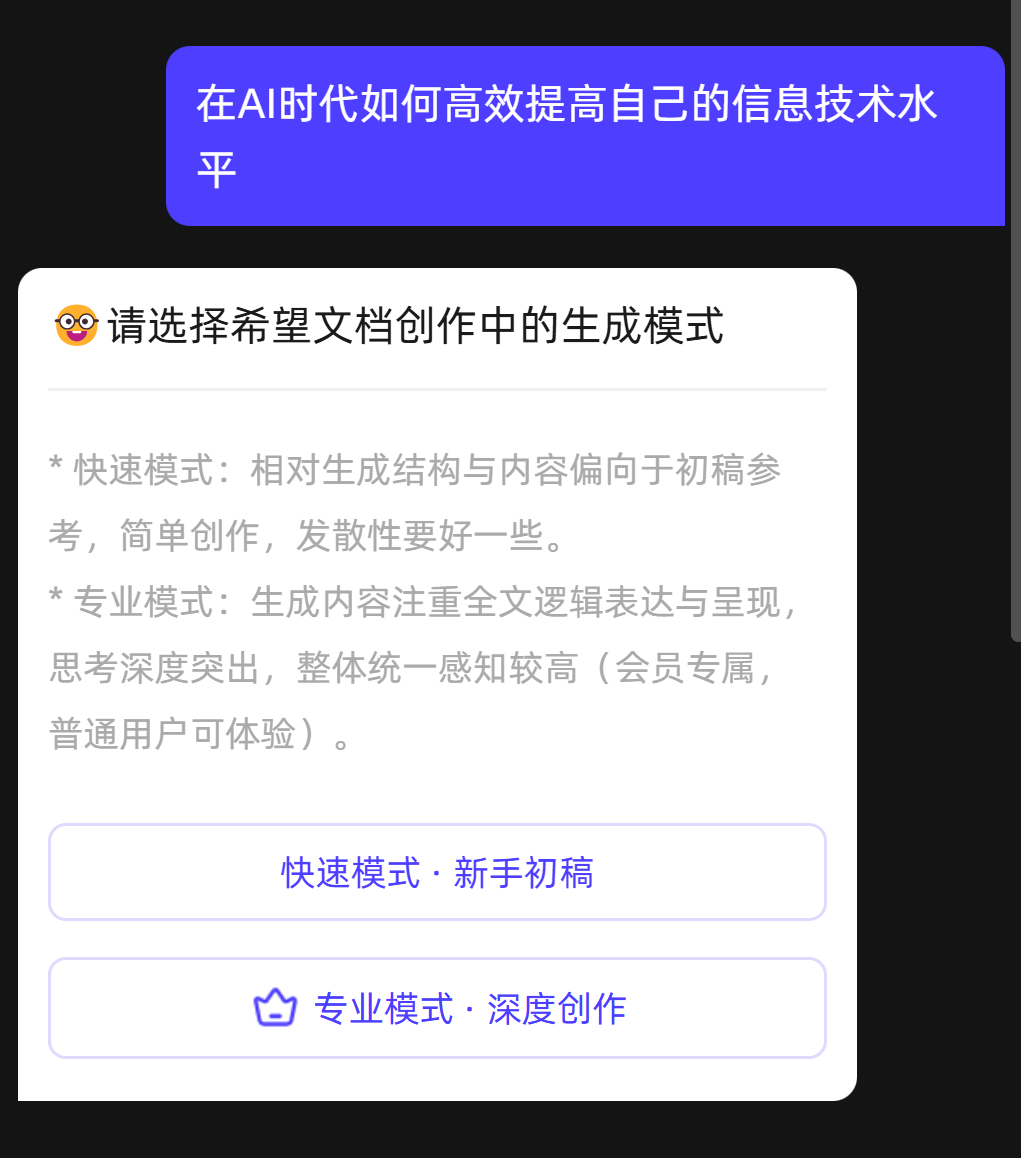 在AI时代如何高效提高自己的信息技术水
平
请选择希望文档创作中的生成模式
* 快速模式：相对生成结构与内容偏向于初稿参
考，简单创作，发散性要好一些。
* 专业模式：生成内容注重全文逻辑表达与呈现，
思考深度突出，整体统一感知较高（会员专属，
普通用户可体验）。
快速模式 · 新手初稿
专业模式 · 深度创作